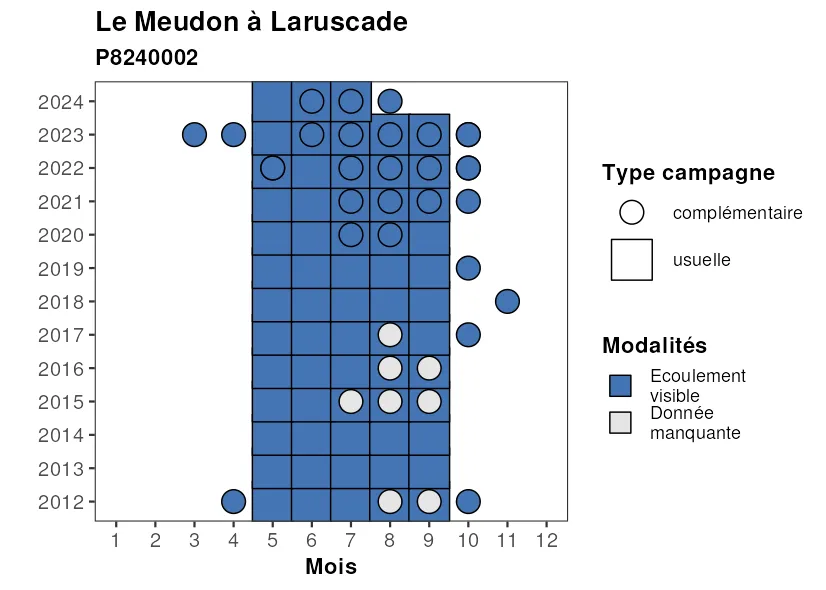 Le Meudon à Laruscade
P8240002
2024
2023
2022
2021
2020
2019
2018
2017
2016
2015
2014
2013
2012
1 2 3 4 5 6 7 8 9 10 11 12
Mois
Type campagne
complémentaire
usuelle
Modalités
Ecoulement
visible
Donnée
manquante